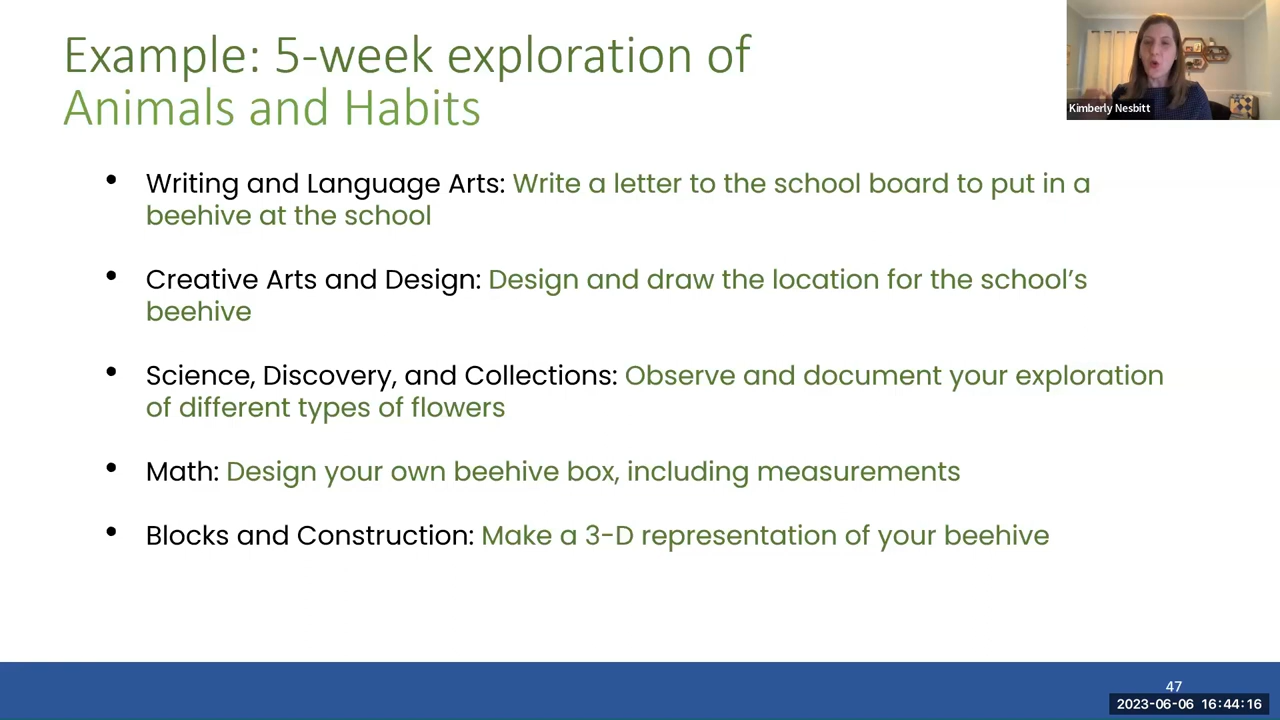 Example: 5-week exploration of
Animals and Habits
Kimberly Nesbitt
• Writing and Language Arts: Write a letter to the school board to put in a
beehive at the school
• Creative Arts and Design: Design and draw the location for the school’s
beehive
• Science, Discovery, and Collections: Observe and document your exploration
of different types of flowers
• Math: Design your own beehive box, including measurements
• Blocks and Construction: Make a 3-D representation of your beehive
47
2023-06-06 16:44:16